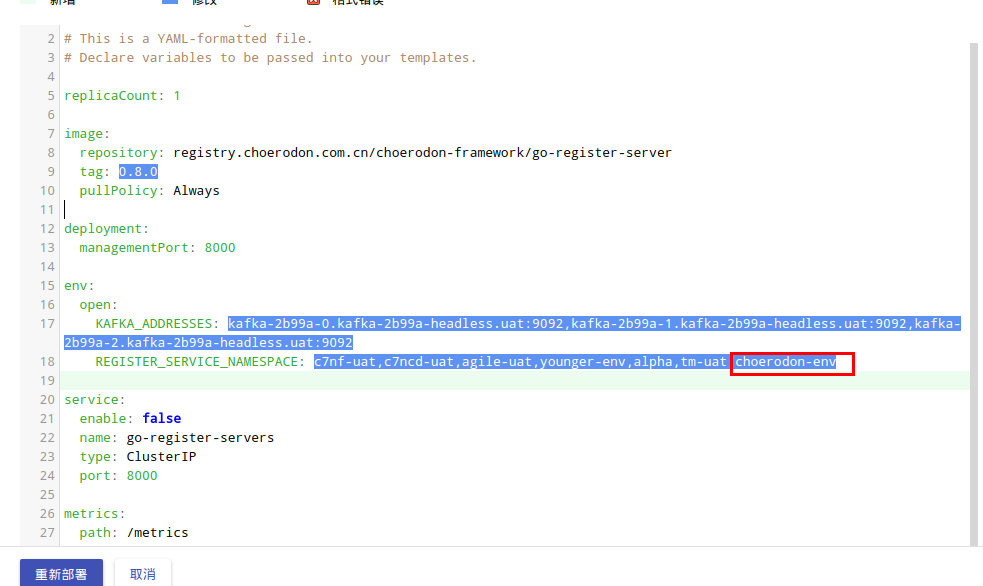 新增 修改 格式错误
2 # This is a YAML-formatted file.
3 # Declare variables to be passed into your templates.
4
5 replicaCount: 1
6
7 image:
8 repository: registry.choerodon.com.cn/choerodon-framework/go-register-server
9 tag: 0.8.0
10 pullPolicy: Always
11
12 deployment:
13 managementPort: 8000
14
15 env:
16 open:
17 KAFKA_ADDRESSES: kafka-2b99a-0.kafka-2b99a-headless.uat:9092,kafka-2b99a-1.kafka-2b99a-headless.uat:9092,kafka-
2b99a-2.kafka-2b99a-headless.uat:9092
18 REGISTER_SERVICE_NAMESPACE: c7nf-uat,c7ncd-uat,agile-uat,younger-env,alpha,tm-uat,choerodon-env
19
20 service:
21 enable: false
22 name: go-register-servers
23 type: ClusterIP
24 port: 8000
25
26 metrics:
27 path: /metrics
重新部署 取消